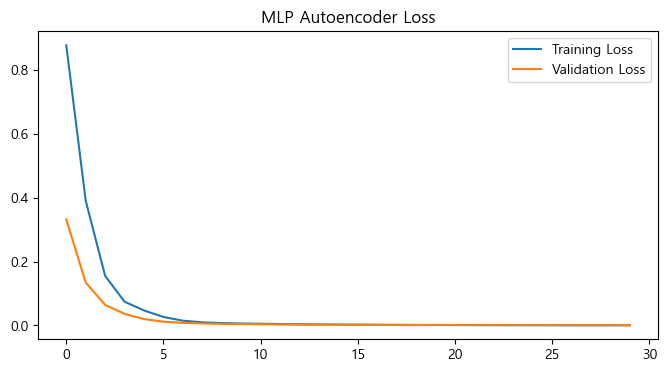 MLP Autoencoder Loss
Training Loss
Validation Loss
0.8
0.6
0.4
0.2
0.0
0 5 10 15 20 25 30